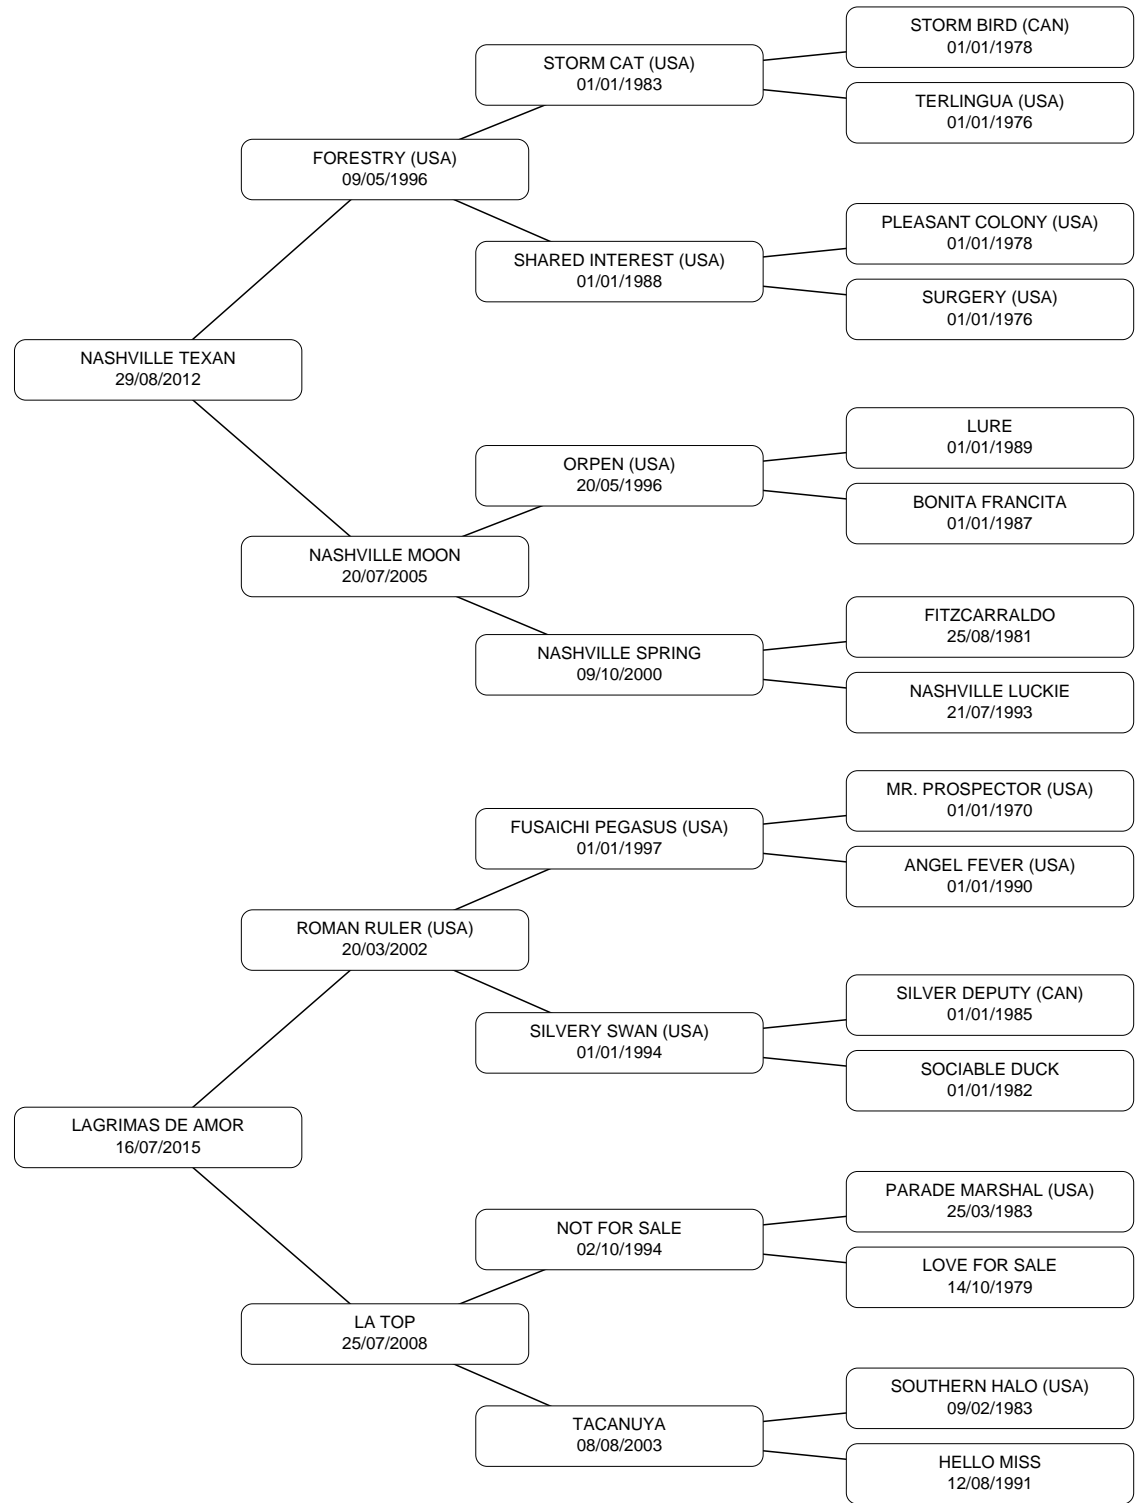 STORM BIRD (CAN)
01/01/1978
STORM CAT (USA)
01/01/1983
TERLINGUA (USA)
01/01/1976
FORESTRY (USA)
09/05/1996
PLEASANT COLONY (USA)
01/01/1978
SHARED INTEREST (USA)
01/01/1988
SURGERY (USA)
01/01/1976
NASHVILLE TEXAN
29/08/2012
LURE
01/01/1989
ORPEN (USA)
20/05/1996
BONITA FRANCITA
01/01/1987
NASHVILLE MOON
20/07/2005
FITZCARRALDO
25/08/1981
NASHVILLE SPRING
09/10/2000
NASHVILLE LUCKIE
21/07/1993
MR. PROSPECTOR (USA)
01/01/1970
FUSAICHI PEGASUS (USA)
01/01/1997
ANGEL FEVER (USA)
01/01/1990
ROMAN RULER (USA)
20/03/2002
SILVER DEPUTY (CAN)
01/01/1985
SILVERY SWAN (USA)
01/01/1994
SOCIABLE DUCK
01/01/1982
LAGRIMAS DE AMOR
16/07/2015
PARADE MARSHAL (USA)
25/03/1983
NOT FOR SALE
02/10/1994
LOVE FOR SALE
14/10/1979
LA TOP
25/07/2008
SOUTHERN HALO (USA)
09/02/1983
TACANUYA
08/08/2003
HELLO MISS
12/08/1991